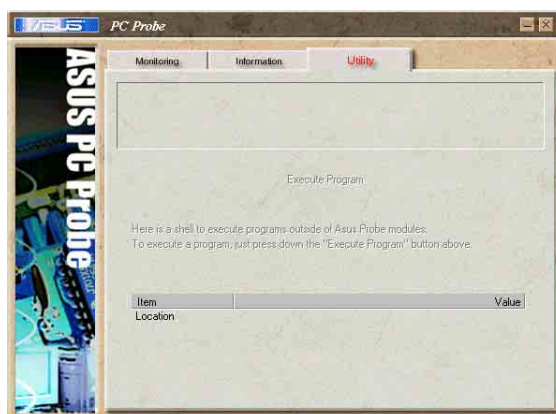 ASUS PC Probe
Monitoring Information Utility
ASUS PC Probe
Execute Program
Here is a shell to execute programs outside of Asus Probe modules.
To execute a program, just press down the "Execute Program" button above.
Item Value
Location